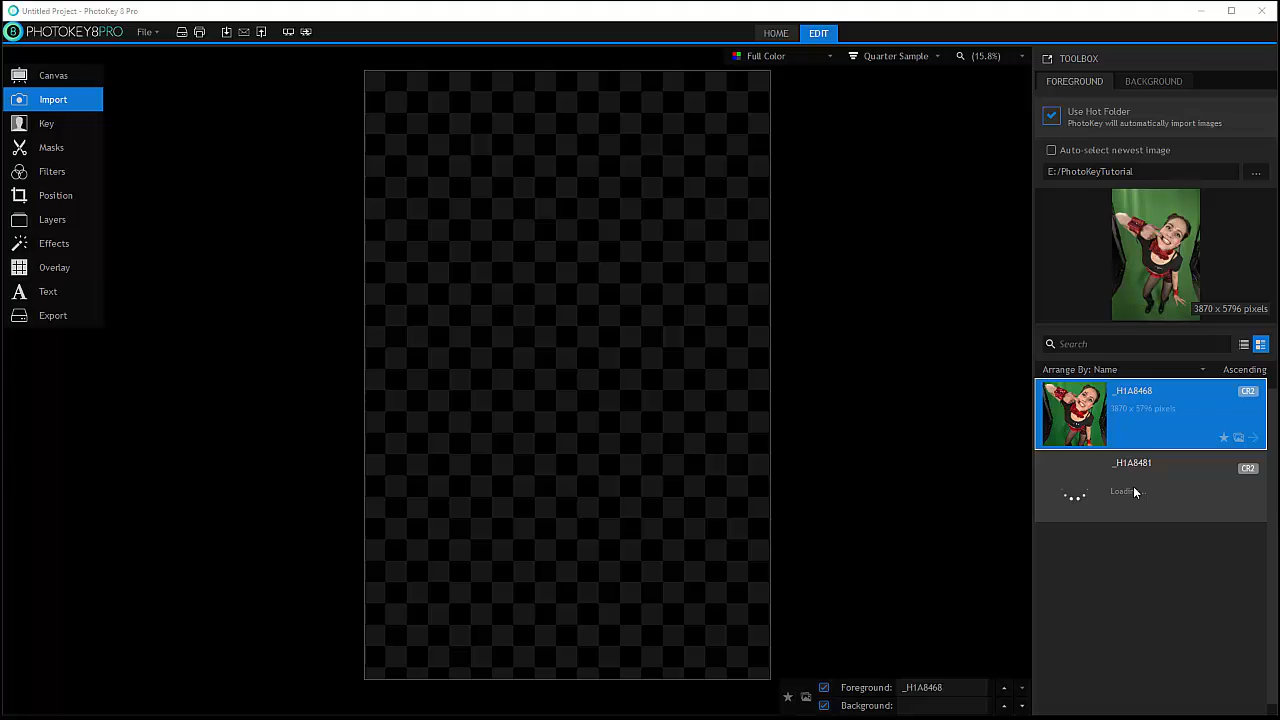 Untitled Project - PhotoKey 8 Pro
8 PHOTOKEY8PRO File HOME EDIT
Full Color Quarter Sample (15.8%)
TOOLBOX
Canvas
Import
Key
Masks
Filters
Position
Layers
Effects
Overlay
A Text
Export
FOREGROUND BACKGROUND
Use Hot Folder
PhotoKey will automatically import images
Auto-select newest image
E:/PhotoKeyTutorial ...
3870 x 5796 pixels
Search
Arrange By: Name Ascending
_H1A8468 CR2
3870 x 5796 pixels
_H1A8481 CR2
Foreground: _H1A8468
Background: